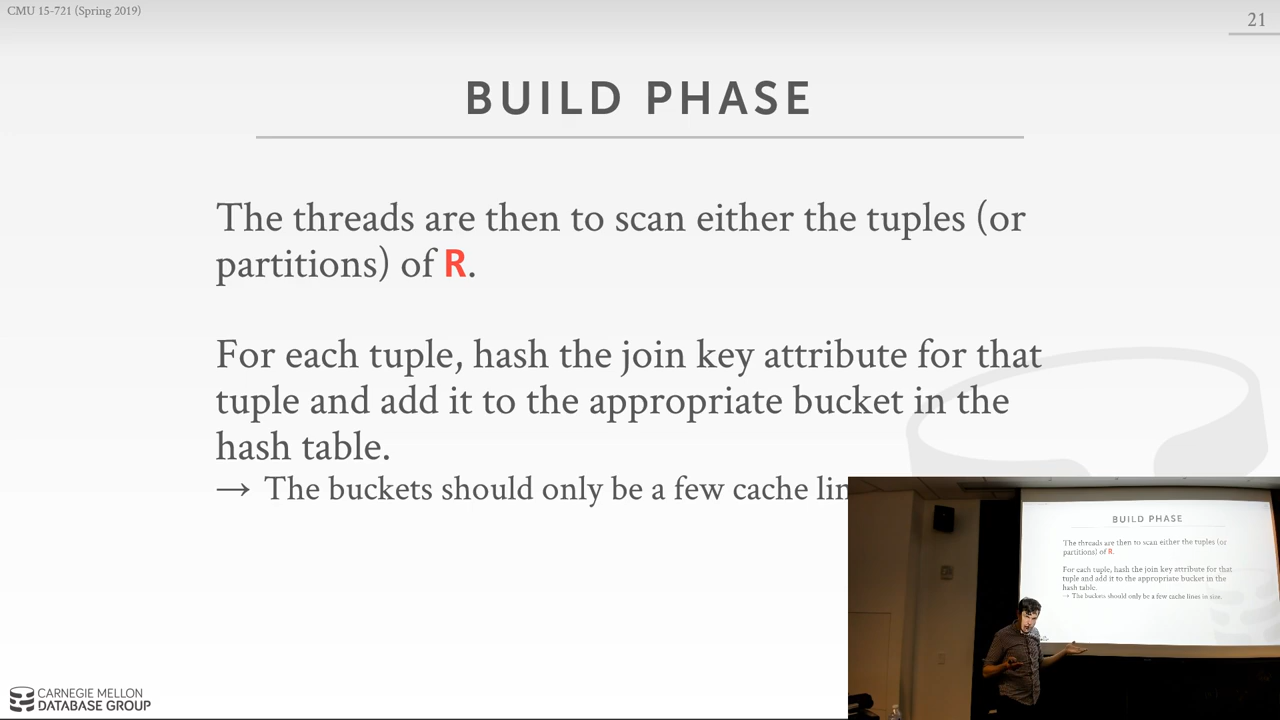 CMU 15-721 (Spring 2019)
21
BUILD PHASE
The threads are then to scan either the tuples (or
partitions) of R.
For each tuple, hash the join key attribute for that
tuple and add it to the appropriate bucket in the
hash table.
→ The buckets should only be a few cache lin
BUILD PHASE
The threads are then to scan either the tuples (or
partitions) of R.
For each tuple, hash the join key attribute for that
tuple and add it to the appropriate bucket in the
hash table.
→ The buckets should only be a few cache lines in size.
CARNEGIE MELLON
DATABASE GROUP